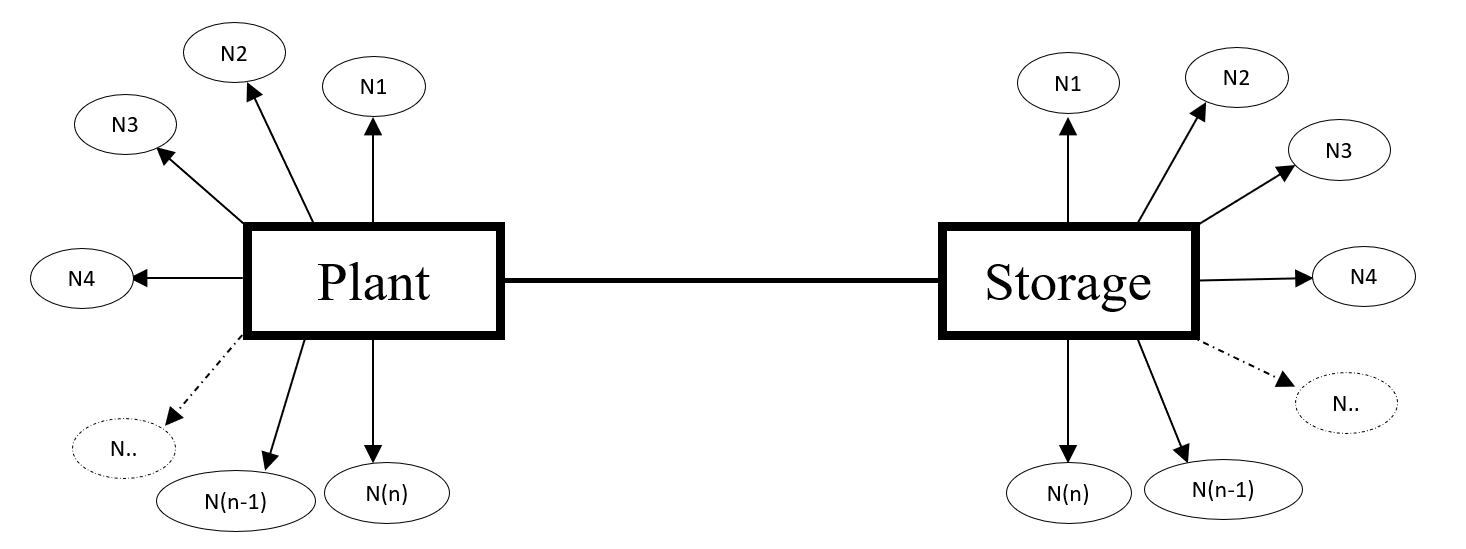 N2
N1
N3
N4
Plant
N..
N(n-1)
N(n)
N1
N2
N3
N4
Storage
N..
N(n)
N(n-1)